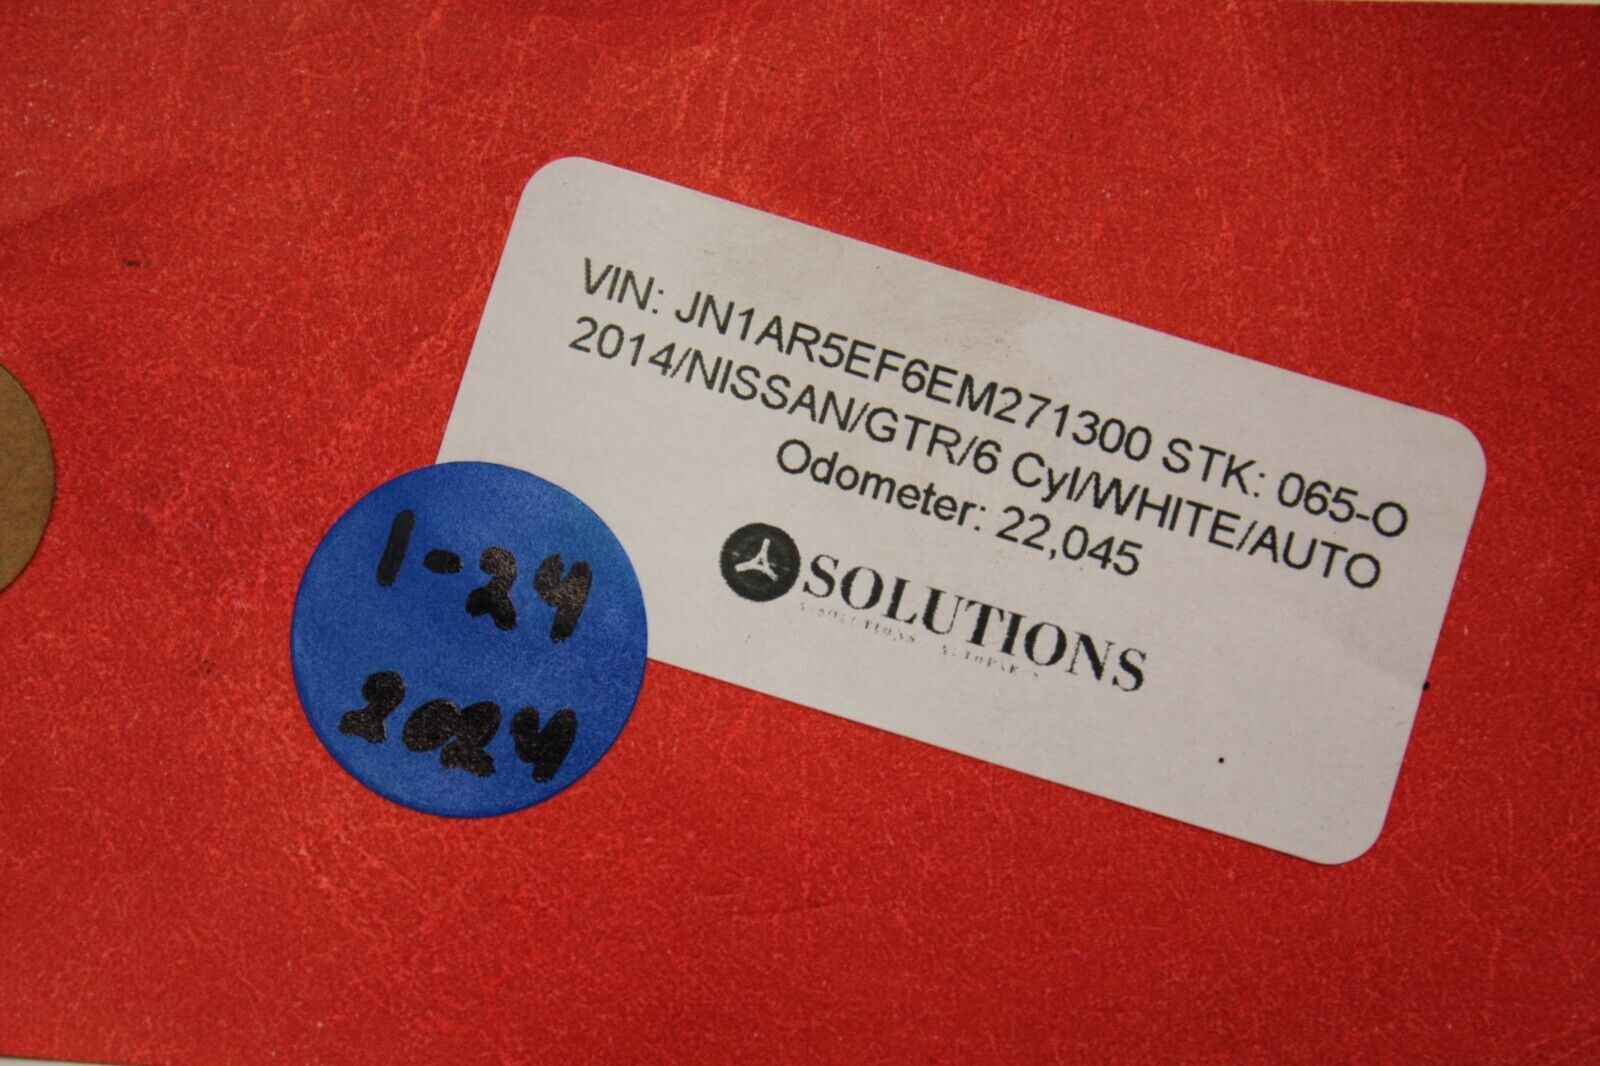 VIN: JN1AR5EF6EM271300 STK: 065-O
2014/NISSAN/GTR/6 Cyl/WHITE/AUTO
Odometer: 22,045
SOLUTIONS
1-24
2024